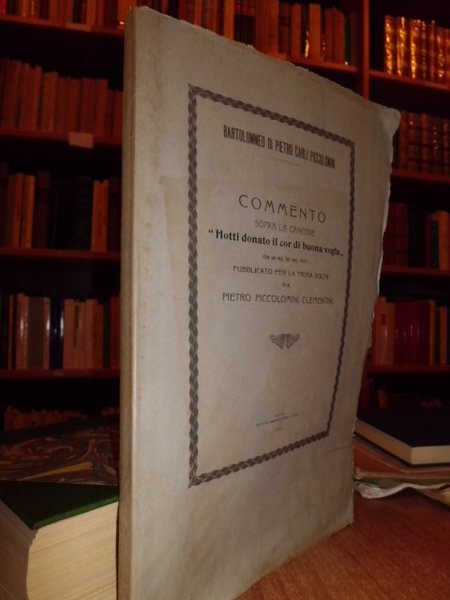 BARTOLOMMEO DI PIETRO CARLI PICCOLOMINI
COMMENTO
SOPRA LA CANZONE
“Hotti donato il cor di buona vogla„
PUBBLICATO PER LA PRIMA VOLTA
DA
PIETRO PICCOLOMINI CLEMENTINI